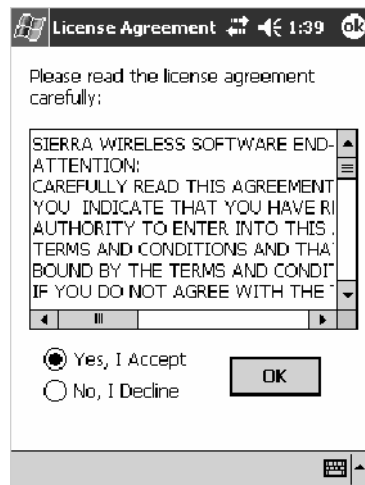 License Agreement 1:39 ok
Please read the license agreement
carefully:
SIERRA WIRELESS SOFTWARE END-
ATTENTION:
CAREFULLY READ THIS AGREEMENT
YOU INDICATE THAT YOU HAVE
AUTHORITY TO ENTER INTO THIS
TERMS AND CONDITIONS AND THA
BOUND BY THE TERMS AND CONDIT
IF YOU DO NOT AGREE WITH THE
Yes, I Accept
OK
No, I Decline